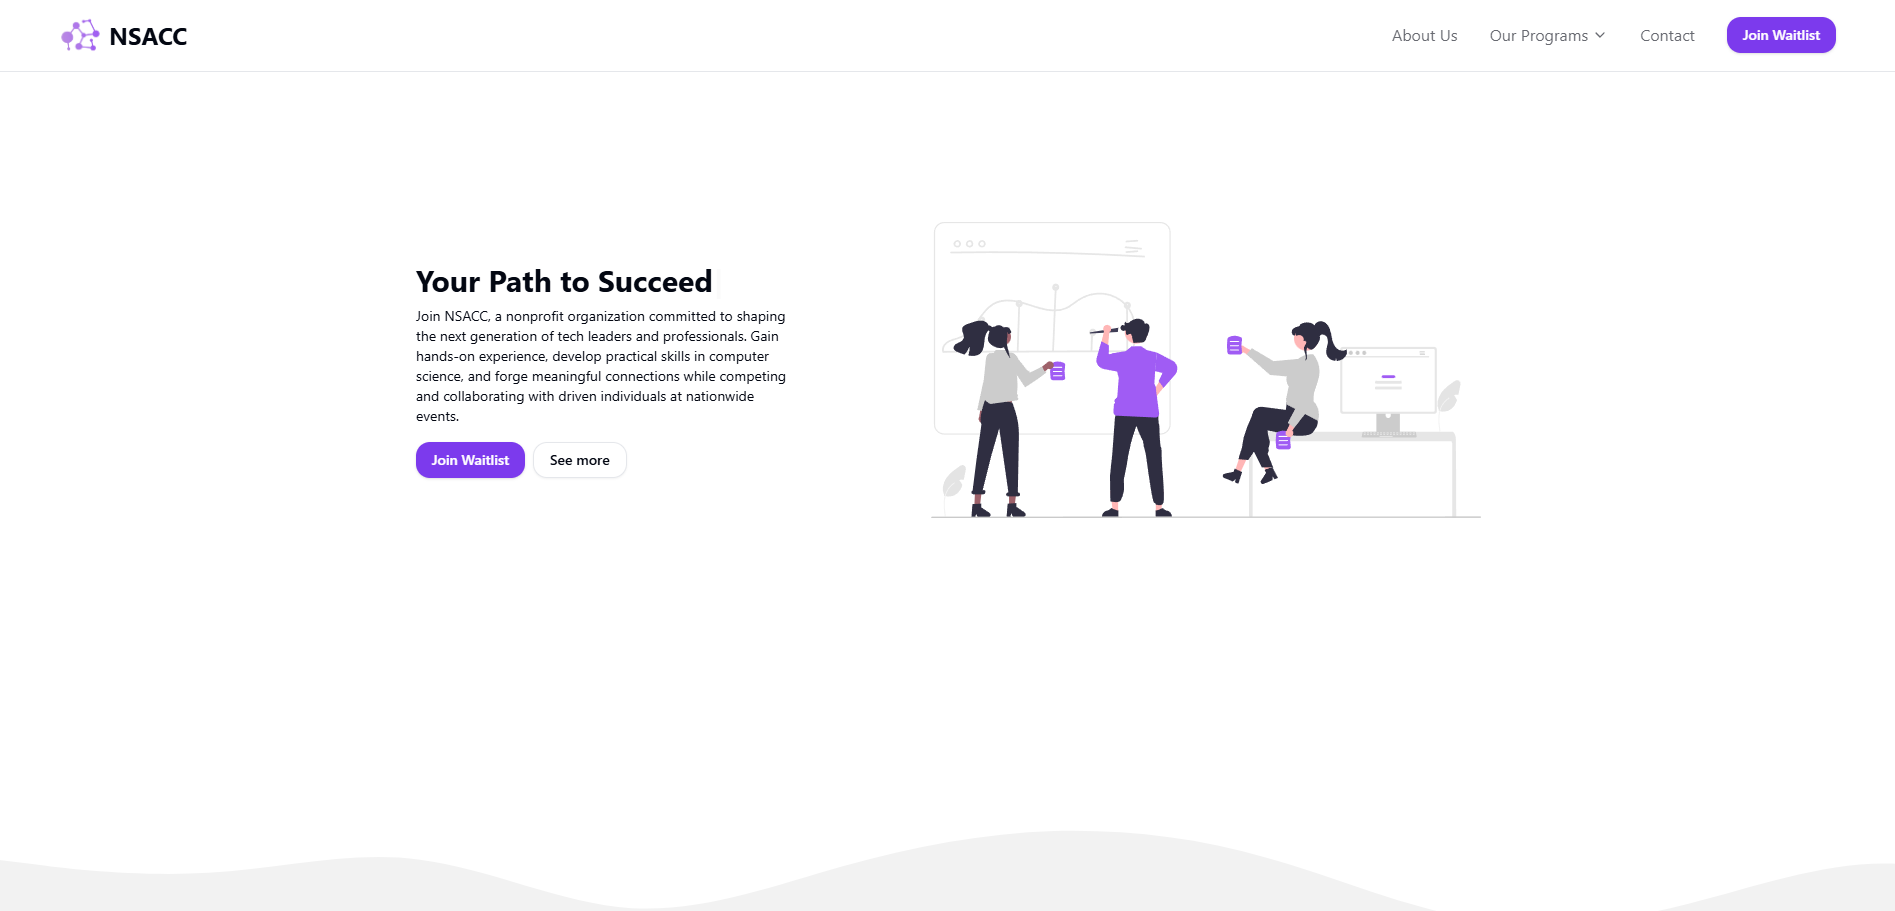 NSACC
About Us
Our Programs
Contact
Join Waitlist
Your Path to Succeed
Join NSACC, a nonprofit organization committed to shaping
the next generation of tech leaders and professionals. Gain
hands-on experience, develop practical skills in computer
science, and forge meaningful connections while competing
and collaborating with driven individuals at nationwide
events.
Join Waitlist
See more